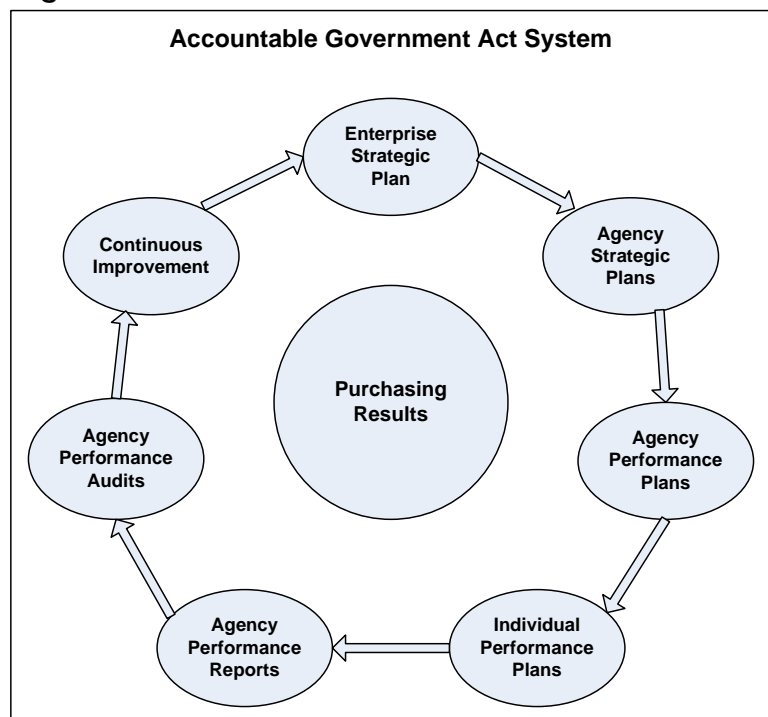 Accountable Government Act System
Enterprise
Strategic
Plan
Agency
Strategic
Plans
Agency
Performance
Plans
Individual
Performance
Plans
Agency
Performance
Reports
Agency
Performance
Audits
Continuous
Improvement
Purchasing
Results